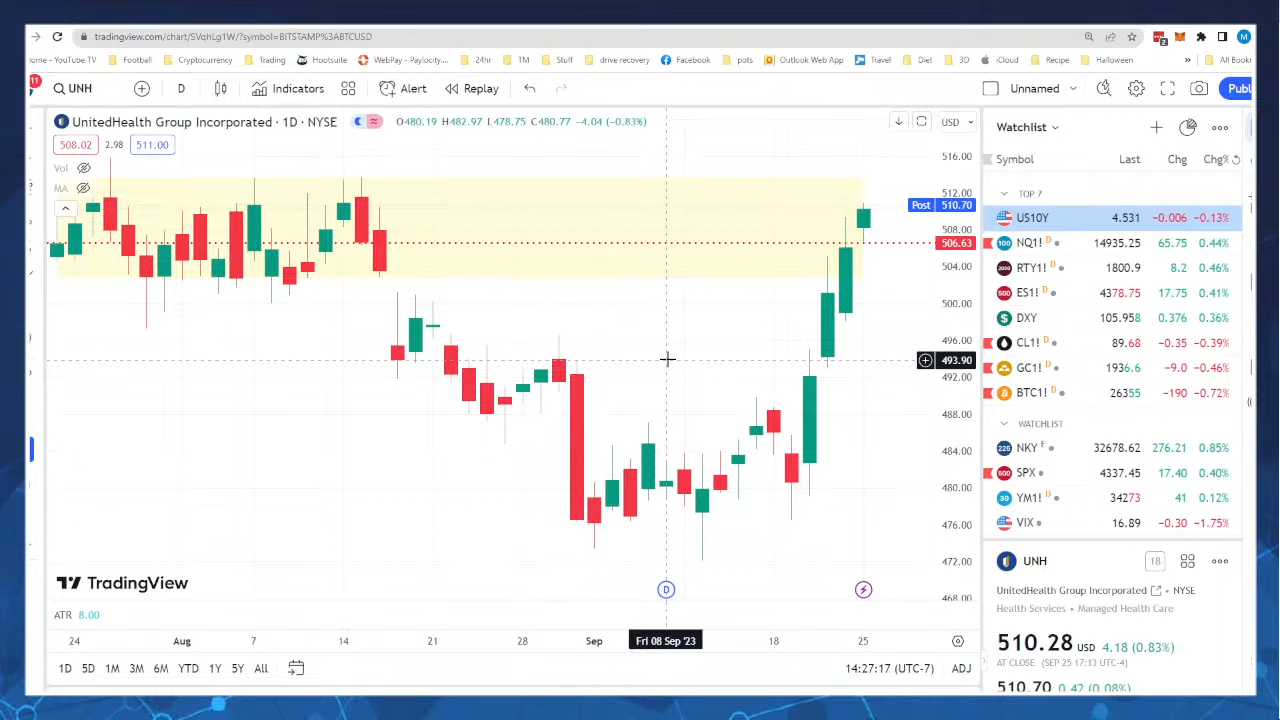 tradingview.com/chart/SVqhLg1W/?symbol=BITSTAMP%3ABTCUSD
ome - YouTube TV Football Cryptocurrency Trading Hootsuite WebPay - Paylocity.... 24hr TM Stuff drive recovery Facebook pots Outlook Web App Travel Diet 3D iCloud Recipe Halloween » All Bookr
11
UNH D Indicators Alert Replay Unnamed Publ
UnitedHealth Group Incorporated · 1D · NYSE O480.19 H482.97 L478.75 C480.77 -4.04 (-0.83%) USD
508.02 2.98 511.00
Vol
MA
516.00
512.00
Post 510.70
508.00
506.63
504.00
500.00
496.00
493.90
492.00
488.00
484.00
480.00
476.00
472.00
468.00
TradingView
D
ATR 8.00
24 Aug 7 14 21 28 Sep Fri 08 Sep '23 18 25
1D 5D 1M 3M 6M YTD 1Y 5Y All 14:27:17 (UTC-7) ADJ
Watchlist
Symbol Last Chg Chg%
TOP 7
US10Y 4.531 −0.006 −0.13%
NQ1! D 14935.25 65.75 0.44%
RTY1! D 1800.9 8.2 0.46%
ES1! D 4378.75 17.75 0.41%
DXY 105.958 0.376 0.36%
CL1! D 89.68 −0.35 −0.39%
GC1! D 1936.6 −9.0 −0.46%
BTC1! D 26355 −190 −0.72%
WATCHLIST
NKY E 32678.62 276.21 0.85%
SPX 4337.45 17.40 0.40%
YM1! D 34273 41 0.12%
VIX 16.89 −0.30 −1.75%
UNH 18
UnitedHealth Group Incorporated • NYSE
Health Services • Managed Health Care
510.28 USD 4.18 (0.83%)
AT CLOSE (SEP 25 17:13 UTC-4)
510.70 0.42 (0.08%)